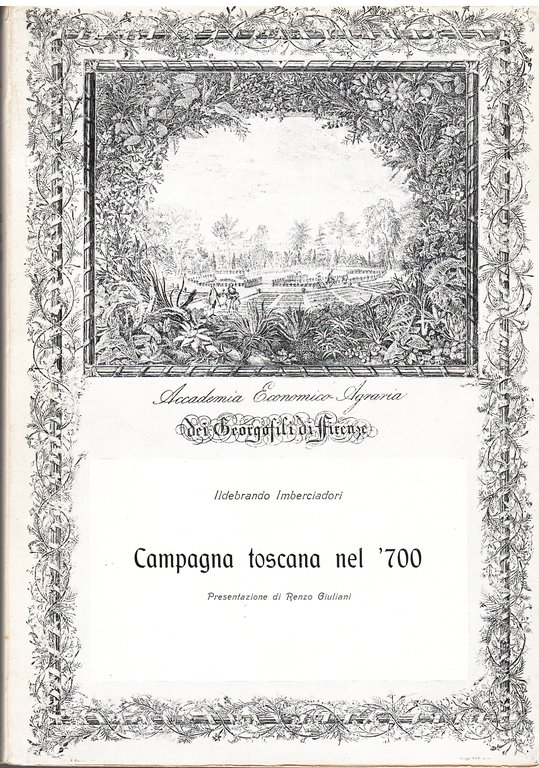 Accademia Economico-Agraria
dei Georgofili di Firenze
Ildebrando Imberciadori
Campagna toscana nel '700
Presentazione di Renzo Giuliani